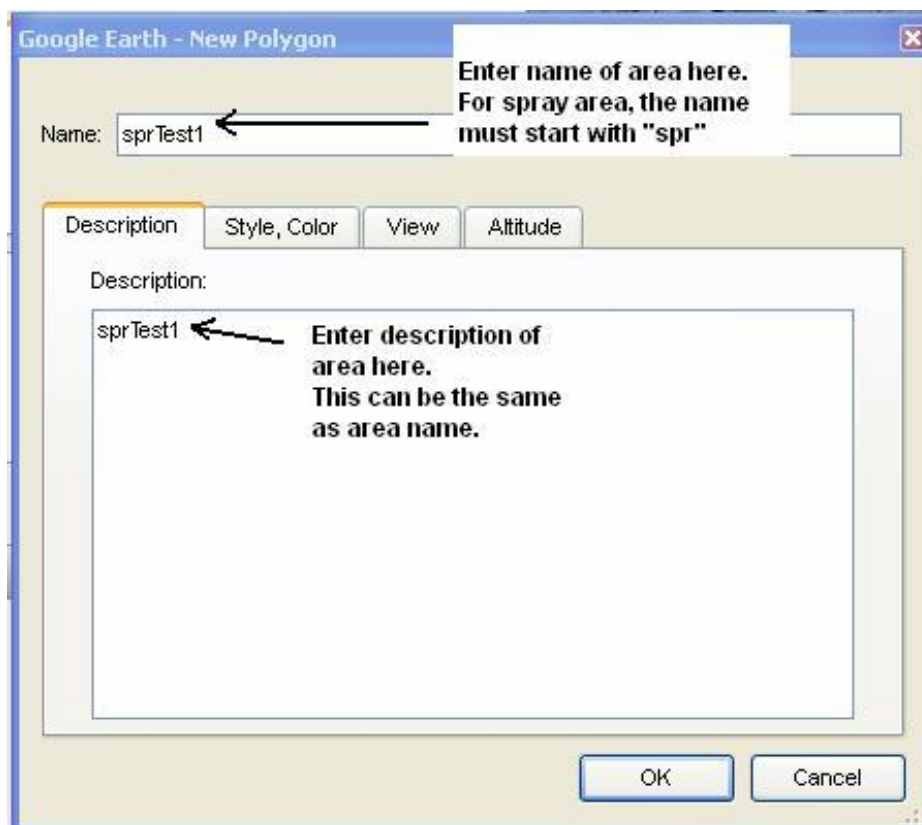 Google Earth - New Polygon
Enter name of area here.
For spray area, the name
must start with "spr"
Name: sprTest1
Description Style, Color View Altitude
Description:
sprTest1
Enter description of
area here.
This can be the same
as area name.
OK Cancel